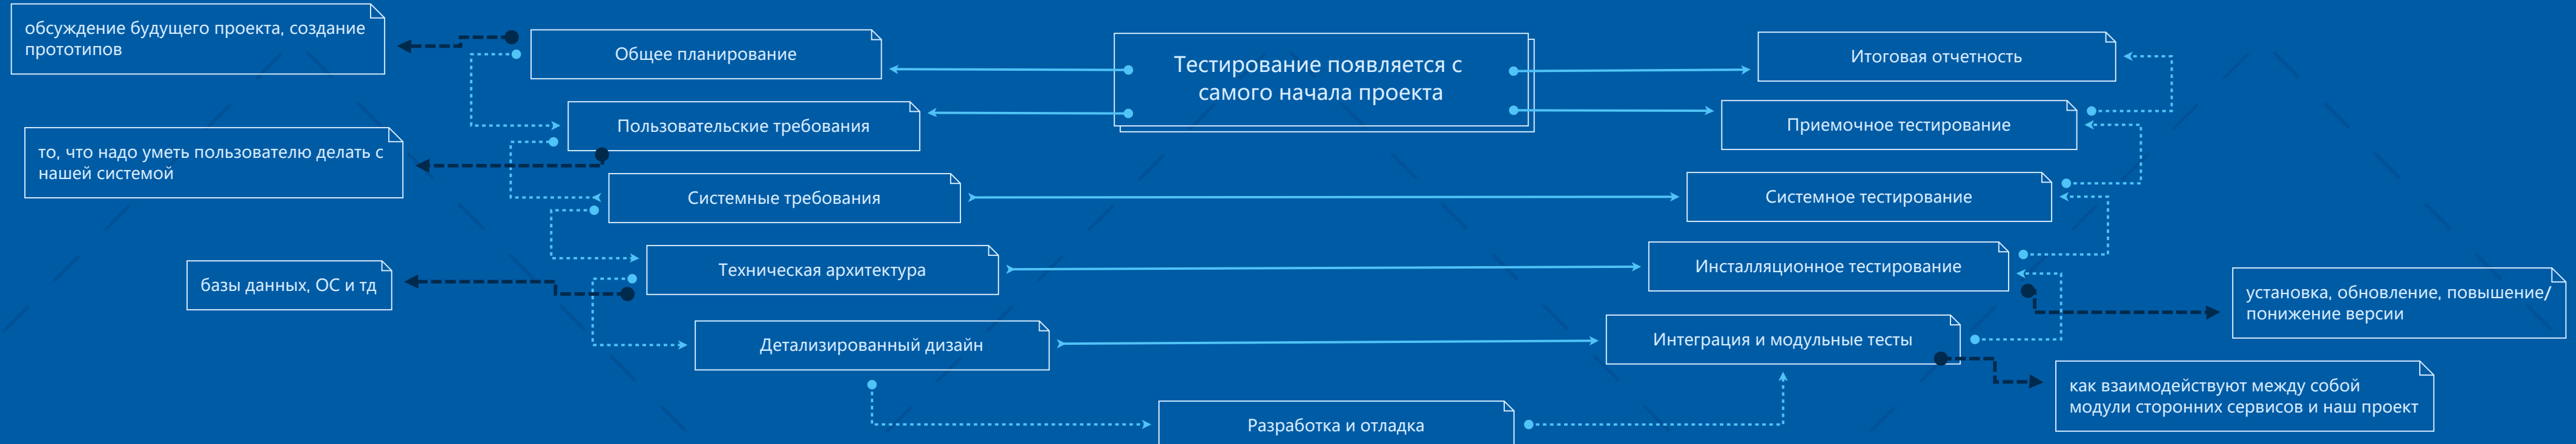 обсуждение будущего проекта, создание
прототипов
Общее планирование
Тестирование появляется с
самого начала проекта
Итоговая отчетность
Пользовательские требования
Приемочное тестирование
то, что надо уметь пользователю делать с
нашей системой
Системные требования
Системное тестирование
Техническая архитектура
Инсталляционное тестирование
базы данных, ОС и тд
установка, обновление, повышение/
понижение версии
Детализированный дизайн
Интеграция и модульные тесты
как взаимодействуют между собой
модули сторонних сервисов и наш проект
Разработка и отладка